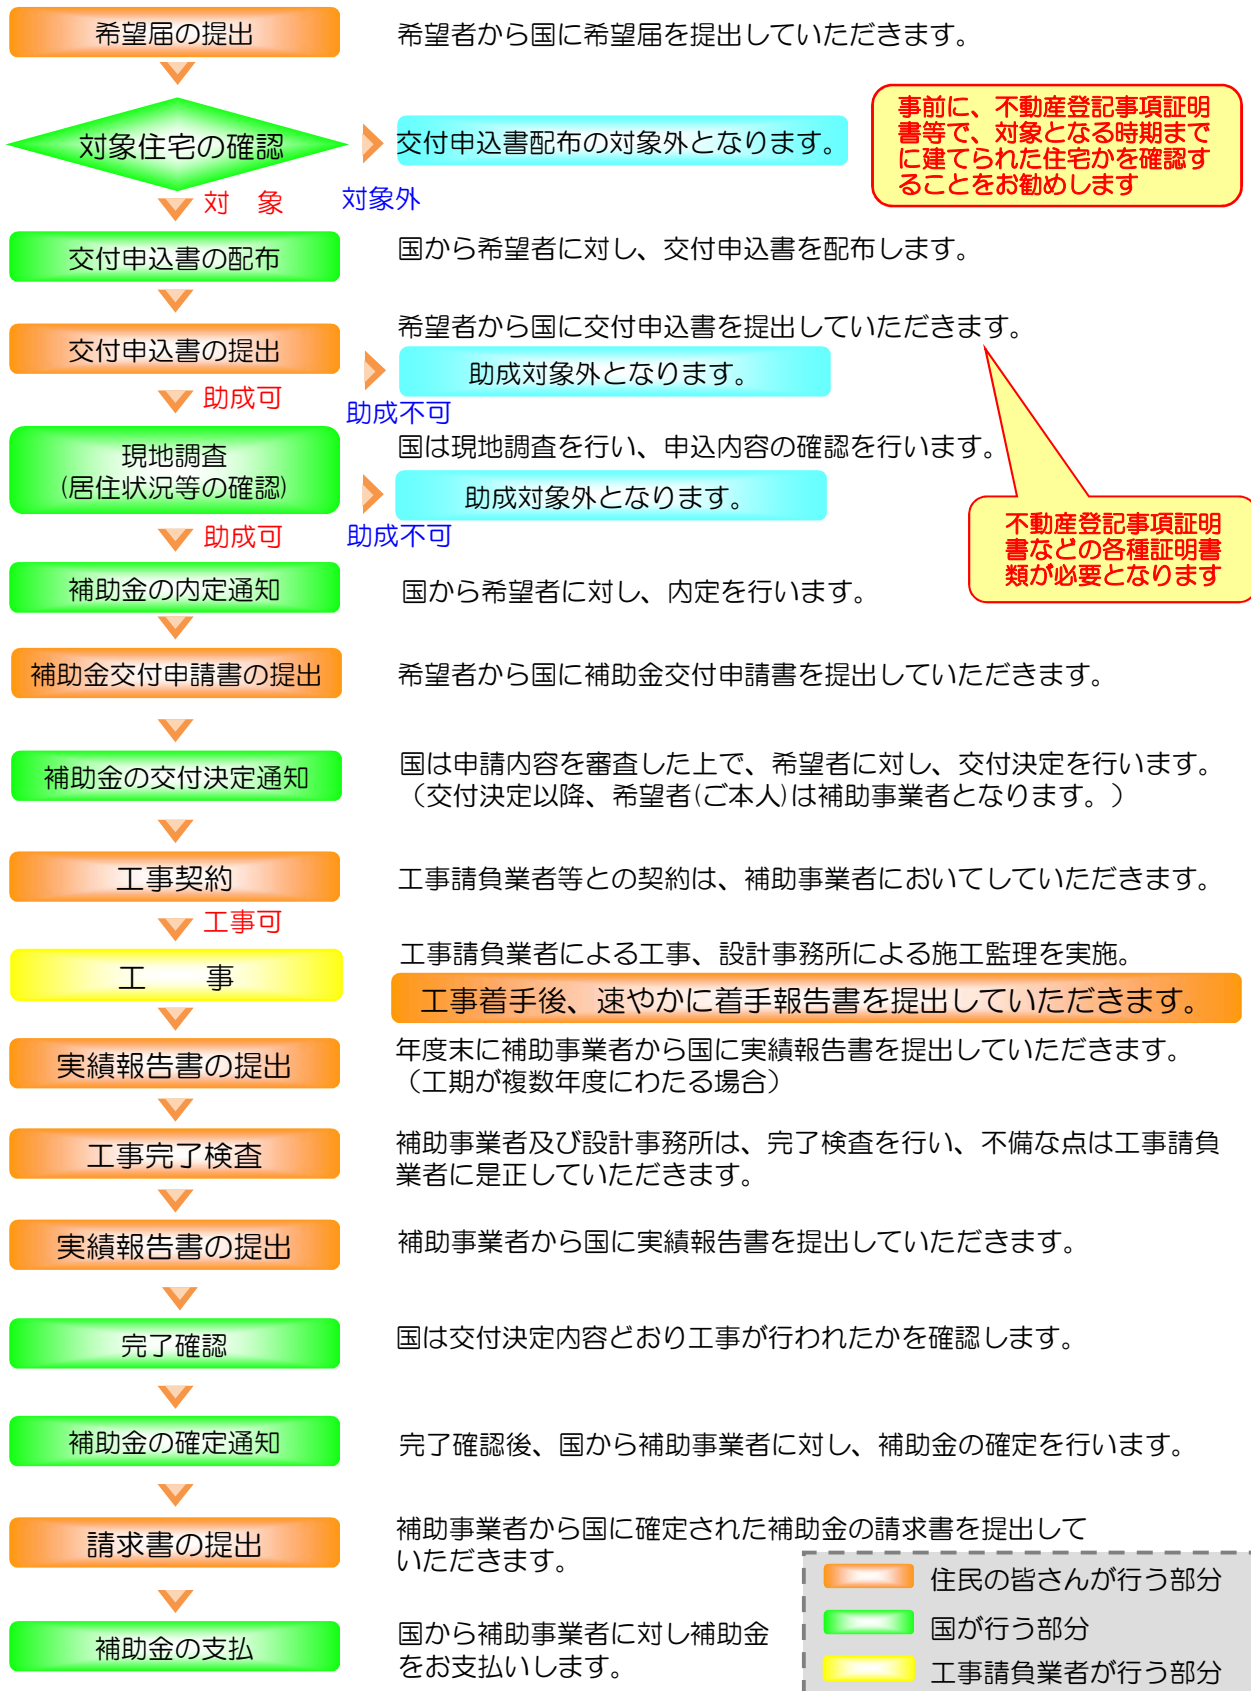 希望届の提出
希望者から国に希望届を提出していただきます。
対象住宅の確認
交付申込書配布の対象外となります。
事前に、不動産登記事項証明
書等で、対象となる時期まで
に建てられた住宅かを確認す
ることをお勧めします
対　象
対象外
交付申込書の配布
国から希望者に対し、交付申込書を配布します。
交付申込書の提出
希望者から国に交付申込書を提出していただきます。
助成対象外となります。
助成可
助成不可
現地調査
(居住状況等の確認)
国は現地調査を行い、申込内容の確認を行います。
助成対象外となります。
助成可
助成不可
不動産登記事項証明
書などの各種証明書
類が必要となります
補助金の内定通知
国から希望者に対し、内定を行います。
補助金交付申請書の提出
希望者から国に補助金交付申請書を提出していただきます。
補助金の交付決定通知
国は申請内容を審査した上で、希望者に対し、交付決定を行います。
（交付決定以降、希望者(ご本人)は補助事業者となります。）
工事契約
工事請負業者等との契約は、補助事業者においてしていただきます。
工事可
工　　事
工事請負業者による工事、設計事務所による施工監理を実施。
工事着手後、速やかに着手報告書を提出していただきます。
実績報告書の提出
年度末に補助事業者から国に実績報告書を提出していただきます。
（工期が複数年度にわたる場合）
工事完了検査
補助事業者及び設計事務所は、完了検査を行い、不備な点は工事請負
業者に是正していただきます。
実績報告書の提出
補助事業者から国に実績報告書を提出していただきます。
完了確認
国は交付決定内容どおり工事が行われたかを確認します。
補助金の確定通知
完了確認後、国から補助事業者に対し、補助金の確定を行います。
請求書の提出
補助事業者から国に確定された補助金の請求書を提出して
いただきます。
補助金の支払
国から補助事業者に対し補助金
をお支払いします。
住民の皆さんが行う部分
国が行う部分
工事請負業者が行う部分